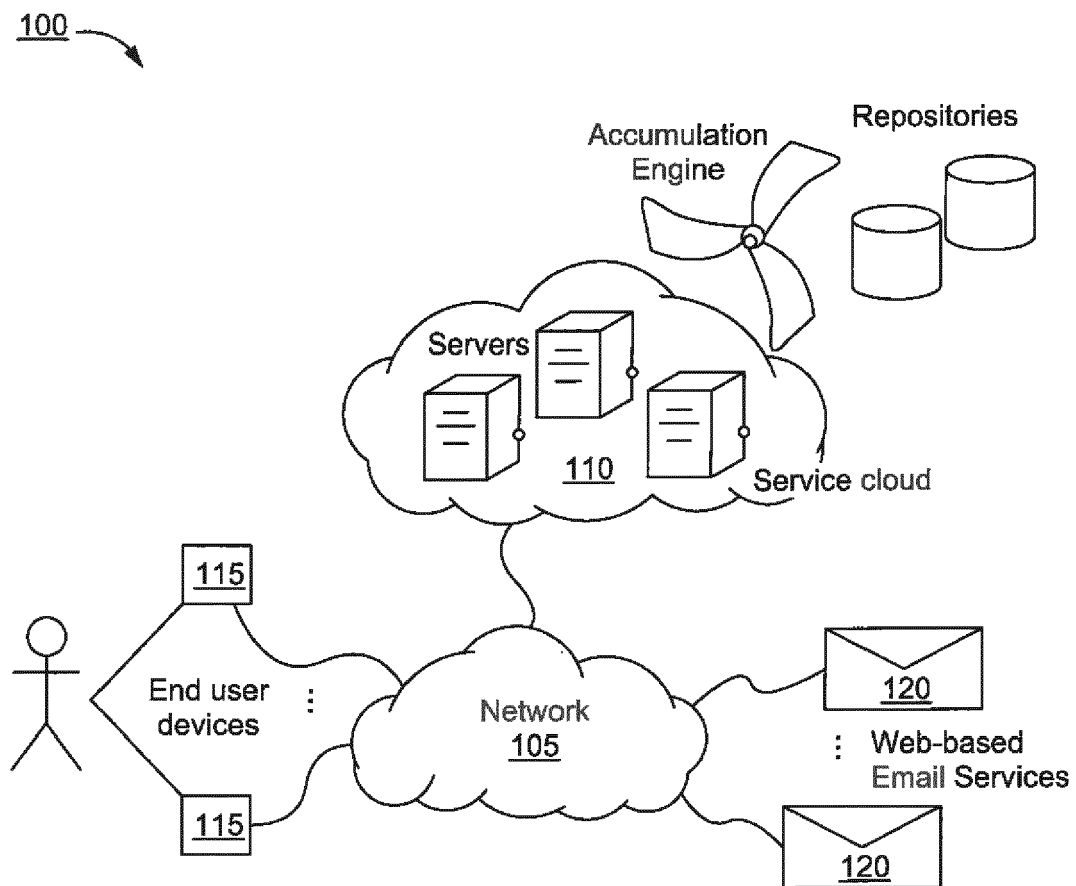 100
Repositories
Accumulation
Engine
Servers
110
Service cloud
115
End user
devices
⋮
Network
105
120
⋮
Web-based
Email Services
115
120